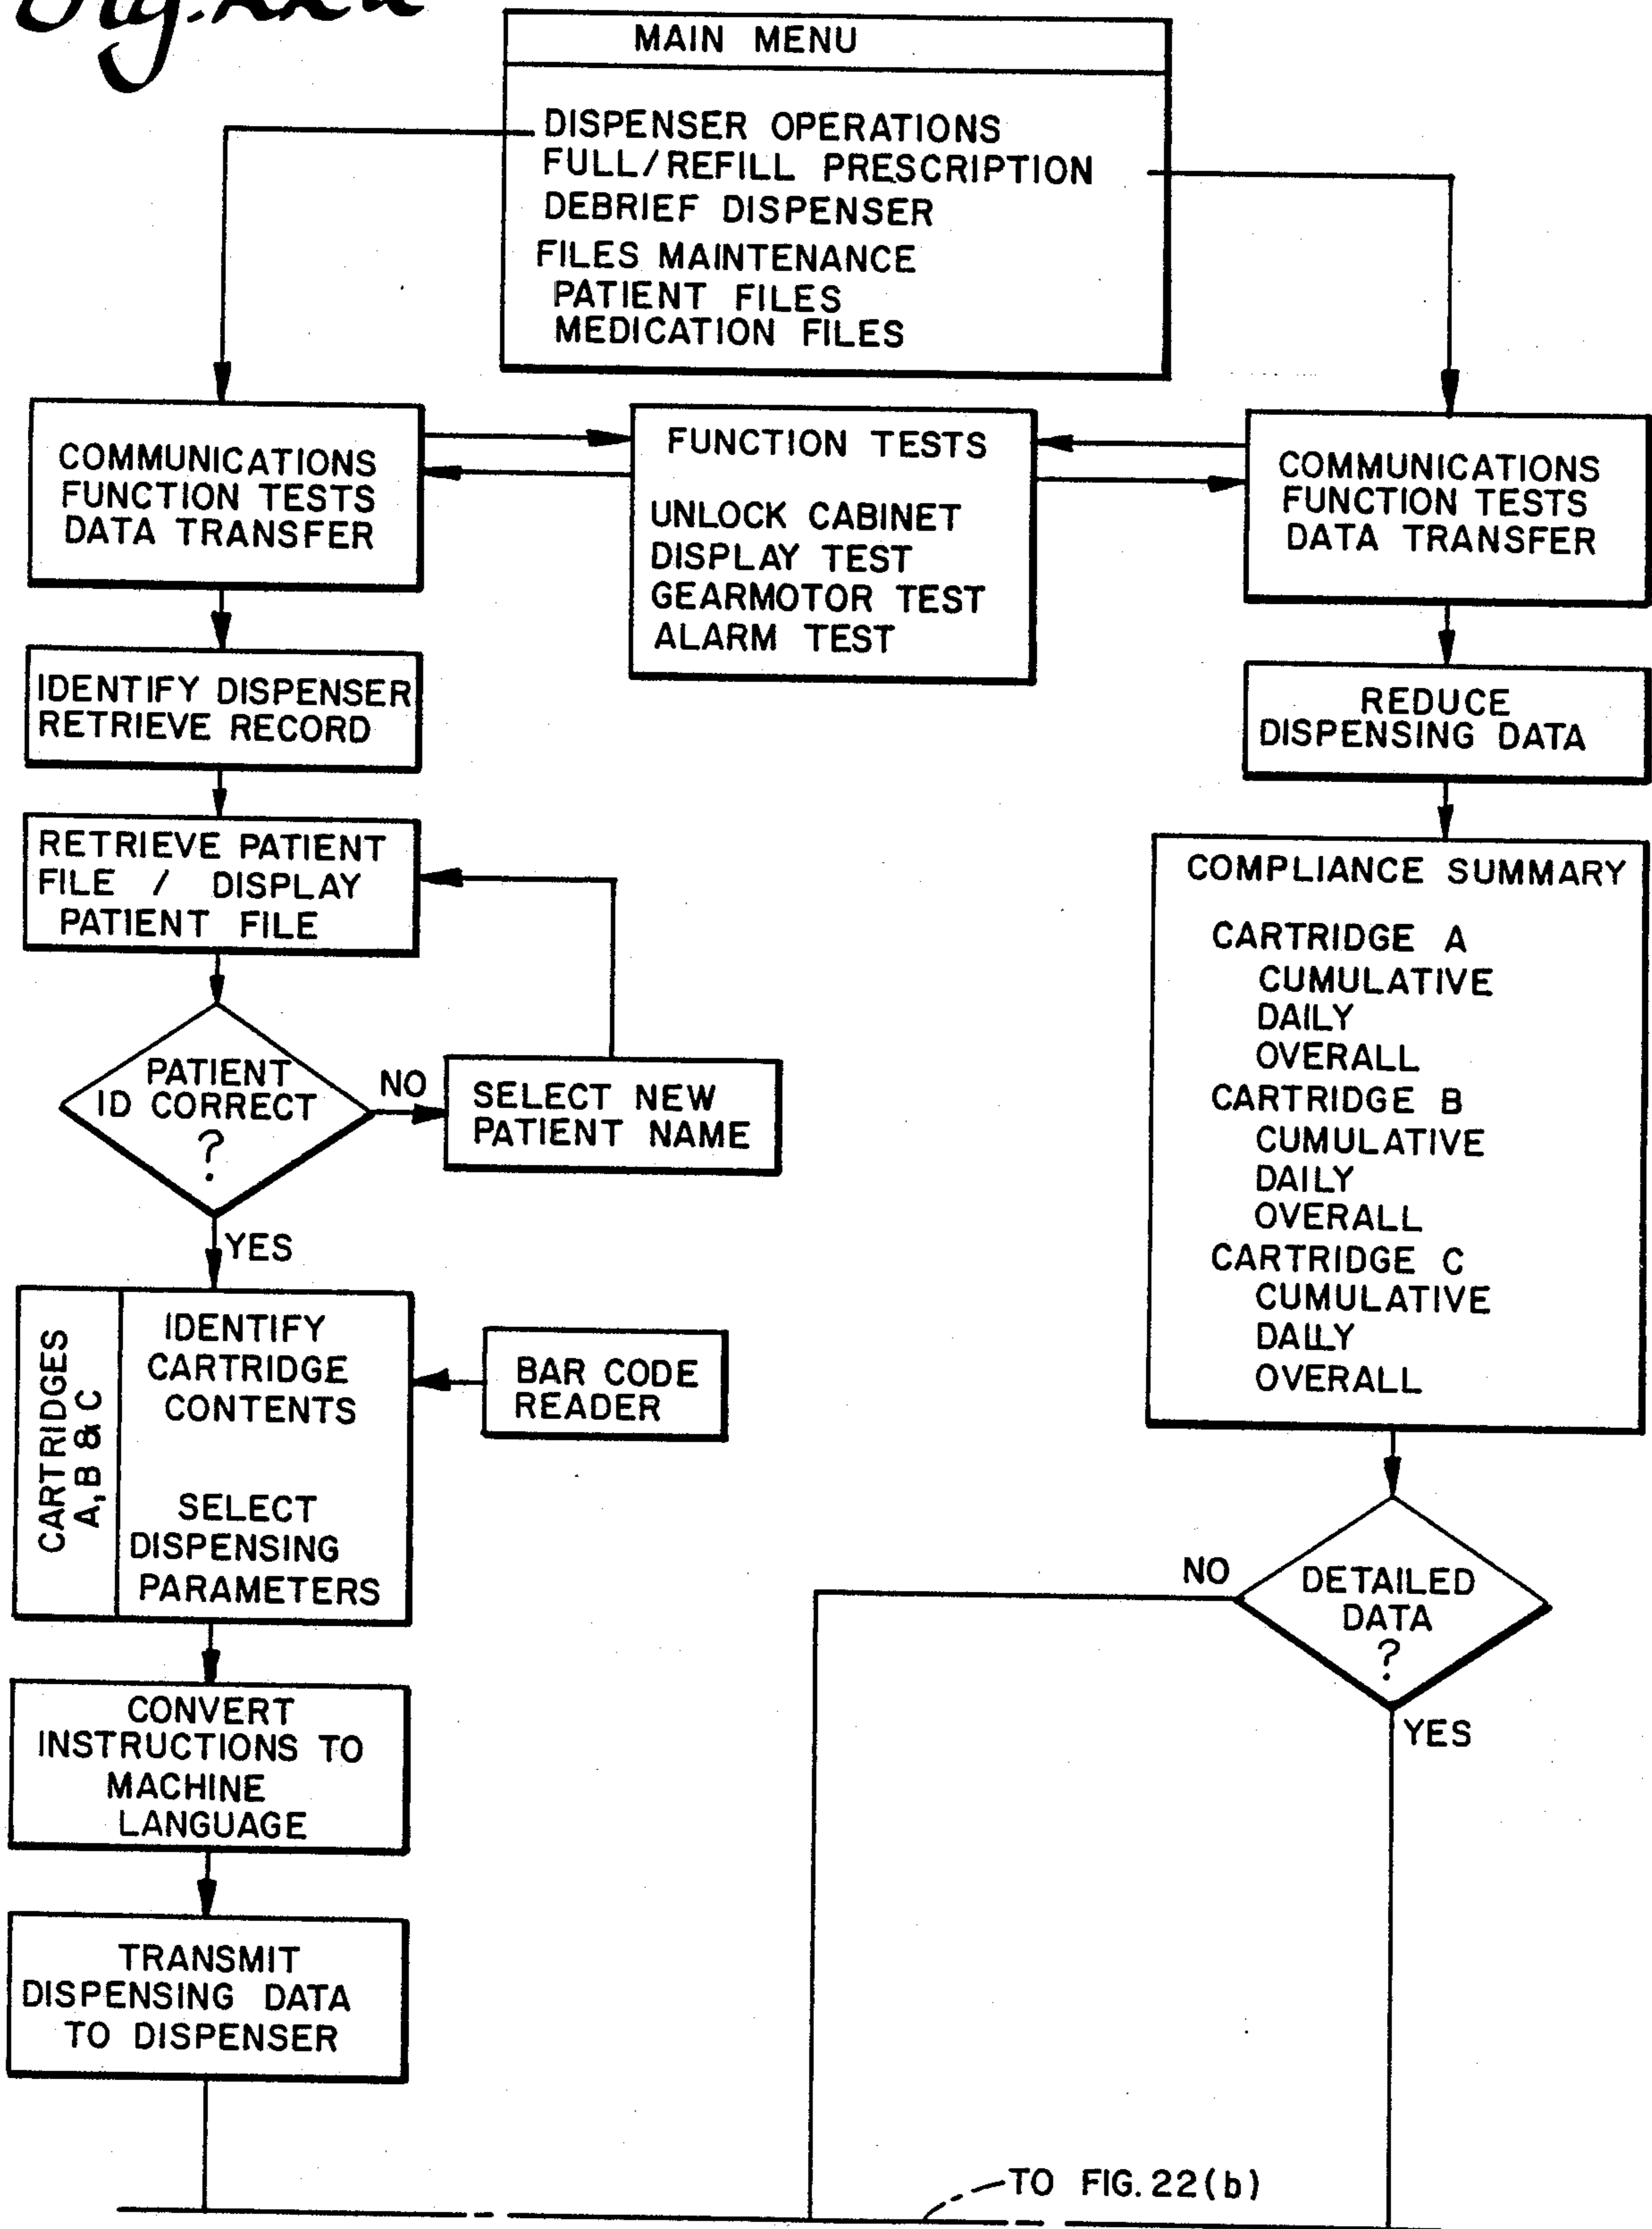 Fig. 22a
MAIN MENU
DISPENSER OPERATIONS
FULL/REFILL PRESCRIPTION
DEBRIEF DISPENSER
FILES MAINTENANCE
PATIENT FILES
MEDICATION FILES
COMMUNICATIONS
FUNCTION TESTS
DATA TRANSFER
FUNCTION TESTS
UNLOCK CABINET
DISPLAY TEST
GEARMOTOR TEST
ALARM TEST
COMMUNICATIONS
FUNCTION TESTS
DATA TRANSFER
IDENTIFY DISPENSER
RETRIEVE RECORD
REDUCE
DISPENSING DATA
RETRIEVE PATIENT
FILE / DISPLAY
PATIENT FILE
COMPLIANCE SUMMARY
CARTRIDGE A
CUMULATIVE
DAILY
OVERALL
CARTRIDGE B
CUMULATIVE
DAILY
OVERALL
CARTRIDGE C
CUMULATIVE
DAILY
OVERALL
PATIENT
ID CORRECT
?
NO
SELECT NEW
PATIENT NAME
YES
CARTRIDGES
A, B & C
IDENTIFY
CARTRIDGE
CONTENTS
SELECT
DISPENSING
PARAMETERS
BAR CODE
READER
NO
DETAILED
DATA
?
YES
CONVERT
INSTRUCTIONS TO
MACHINE
LANGUAGE
TRANSMIT
DISPENSING DATA
TO DISPENSER
TO FIG. 22(b)